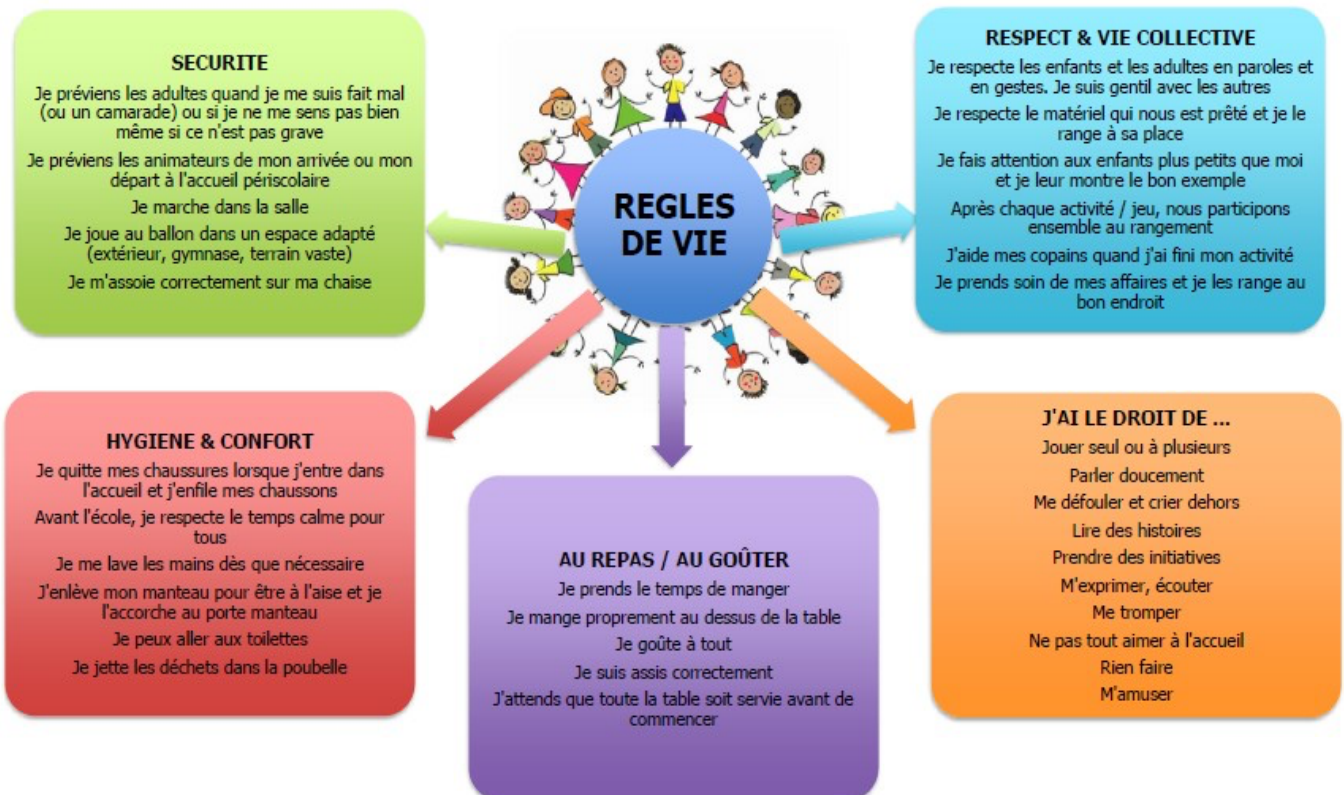 SECURITE
Je préviens les adultes quand je me suis fait mal
(ou un camarade) ou si je ne me sens pas bien
même si ce n'est pas grave
Je préviens les animateurs de mon arrivée ou mon
départ à l'accueil périscolaire
Je marche dans la salle
Je joue au ballon dans un espace adapté
(extérieur, gymnase, terrain vaste)
Je m'assoie correctement sur ma chaise
REGLES
DE VIE
RESPECT & VIE COLLECTIVE
Je respecte les enfants et les adultes en paroles et
en gestes. Je suis gentil avec les autres
Je respecte le matériel qui nous est prêté et je le
range à sa place
Je fais attention aux enfants plus petits que moi
et je leur montre le bon exemple
Après chaque activité / jeu, nous participons
ensemble au rangement
J'aide mes copains quand j'ai fini mon activité
Je prends soin de mes affaires et je les range au
bon endroit
HYGIENE & CONFORT
Je quitte mes chaussures lorsque j'entre dans
l'accueil et j'enfile mes chaussons
Avant l'école, je respecte le temps calme pour
tous
Je me lave les mains dès que nécessaire
J'enlève mon manteau pour être à l'aise et je
l'accorche au porte manteau
Je peux aller aux toilettes
Je jette les déchets dans la poubelle
AU REPAS / AU GOÛTER
Je prends le temps de manger
Je mange proprement au dessus de la table
Je goûte à tout
Je suis assis correctement
J'attends que toute la table soit servie avant de
commencer
J'AI LE DROIT DE ...
Jouer seul ou à plusieurs
Parler doucement
Me défouler et crier dehors
Lire des histoires
Prendre des initiatives
M'exprimer, écouter
Me tromper
Ne pas tout aimer à l'accueil
Rien faire
M'amuser